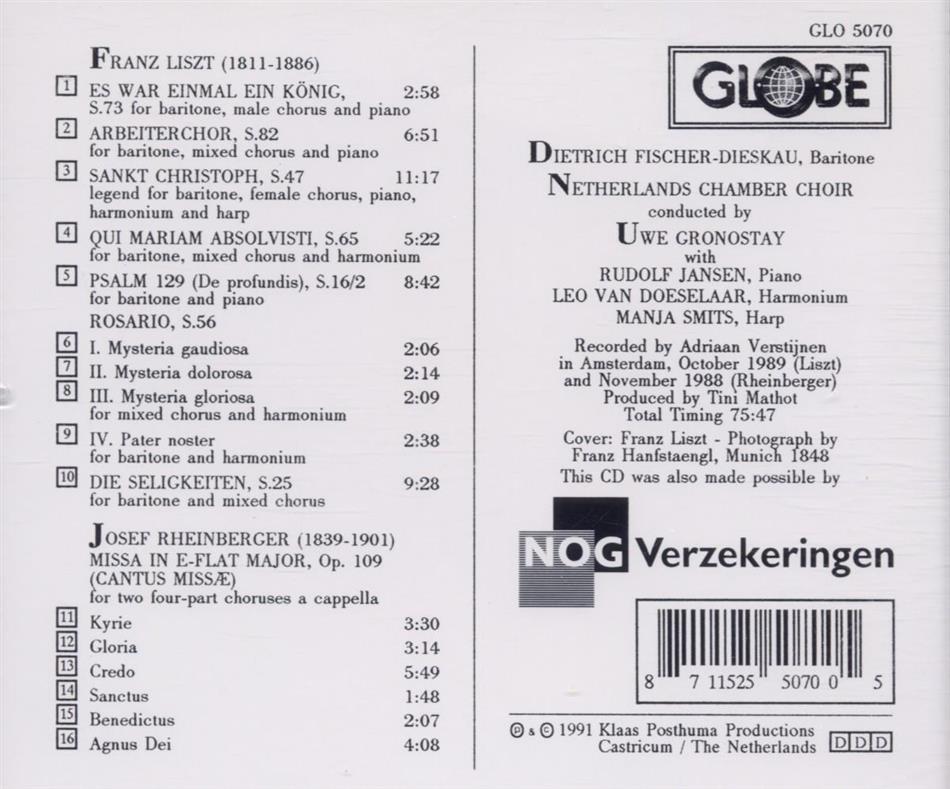 FRANZ LISZT (1811-1886)
1 ES WAR EINMAL EIN KÖNIG, 2:58
S.73 for baritone, male chorus and piano
2 ARBEITERCHOR, S.82 6:51
for baritone, mixed chorus and piano
3 SANKT CHRISTOPH, S.47 11:17
legend for baritone, female chorus, piano,
harmonium and harp
4 QUI MARIAM ABSOLVISTI, S.65 5:22
for baritone, mixed chorus and harmonium
5 PSALM 129 (De profundis), S.16/2 8:42
for baritone and piano
ROSARIO, S.56
6 I. Mysteria gaudiosa 2:06
7 II. Mysteria dolorosa 2:14
8 III. Mysteria gloriosa 2:09
for mixed chorus and harmonium
9 IV. Pater noster 2:38
for baritone and harmonium
10 DIE SELIGKEITEN, S.25 9:28
for baritone and mixed chorus
JOSEF RHEINBERGER (1839-1901)
MISSA IN E-FLAT MAJOR, Op. 109
(CANTUS MISSÆ)
for two four-part choruses a cappella
11 Kyrie 3:30
12 Gloria 3:14
13 Credo 5:49
14 Sanctus 1:48
15 Benedictus 2:07
16 Agnus Dei 4:08
GLO 5070
GLOBE
DIETRICH FISCHER-DIESKAU, Baritone
NETHERLANDS CHAMBER CHOIR
conducted by
UWE GRONOSTAY
with
RUDOLF JANSEN, Piano
LEO VAN DOESELAAR, Harmonium
MANJA SMITS, Harp
Recorded by Adriaan Verstijnen
in Amsterdam, October 1989 (Liszt)
and November 1988 (Rheinberger)
Produced by Tini Mathot
Total Timing 75:47
Cover: Franz Liszt - Photograph by
Franz Hanfstaengl, Munich 1848
This CD was also made possible by
NOG Verzekeringen
8 711525 507005
℗ & © 1991 Klaas Posthuma Productions
Castricum / The Netherlands DDD